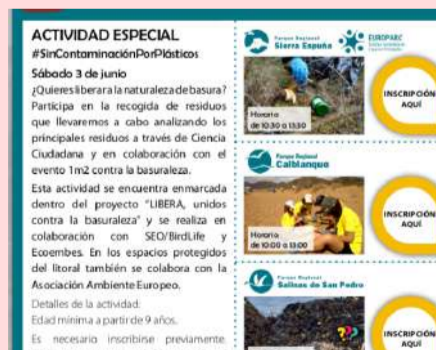 ACTIVIDAD ESPECIAL
#SinContaminaciónPorPlásticos
Sábado 3 de junio
¿Quieres liberar a la naturaleza de basura?
Participa en la recogida de residuos
que llevaremos a cabo analizando los
principales residuos a través de Ciencia
Ciudadana y en colaboración con el
evento 1m2 contra la basuraleza.
Esta actividad se encuentra enmarcada
dentro del proyecto "LIBERA, unidos
contra la basuraleza" y se realiza en
colaboración con SEO/BirdLife y
Ecoembes. En los espacios protegidos
del litoral también se colabora con la
Asociación Ambiente Europeo.
Detalles de la actividad:
Edad mínima a partir de 9 años.
Es necesario inscribirse previamente.
Parque Regional
Sierra Espuña
EUROPARC
Horario
de 10:30 a 13:30
INSCRIPCIÓN
AQUÍ
Parque Regional
Calblanque
Horario
de 10:00 a 13:00
INSCRIPCIÓN
AQUÍ
Parque Regional
Salinas de San Pedro
INSCRIPCIÓN
AQUÍ